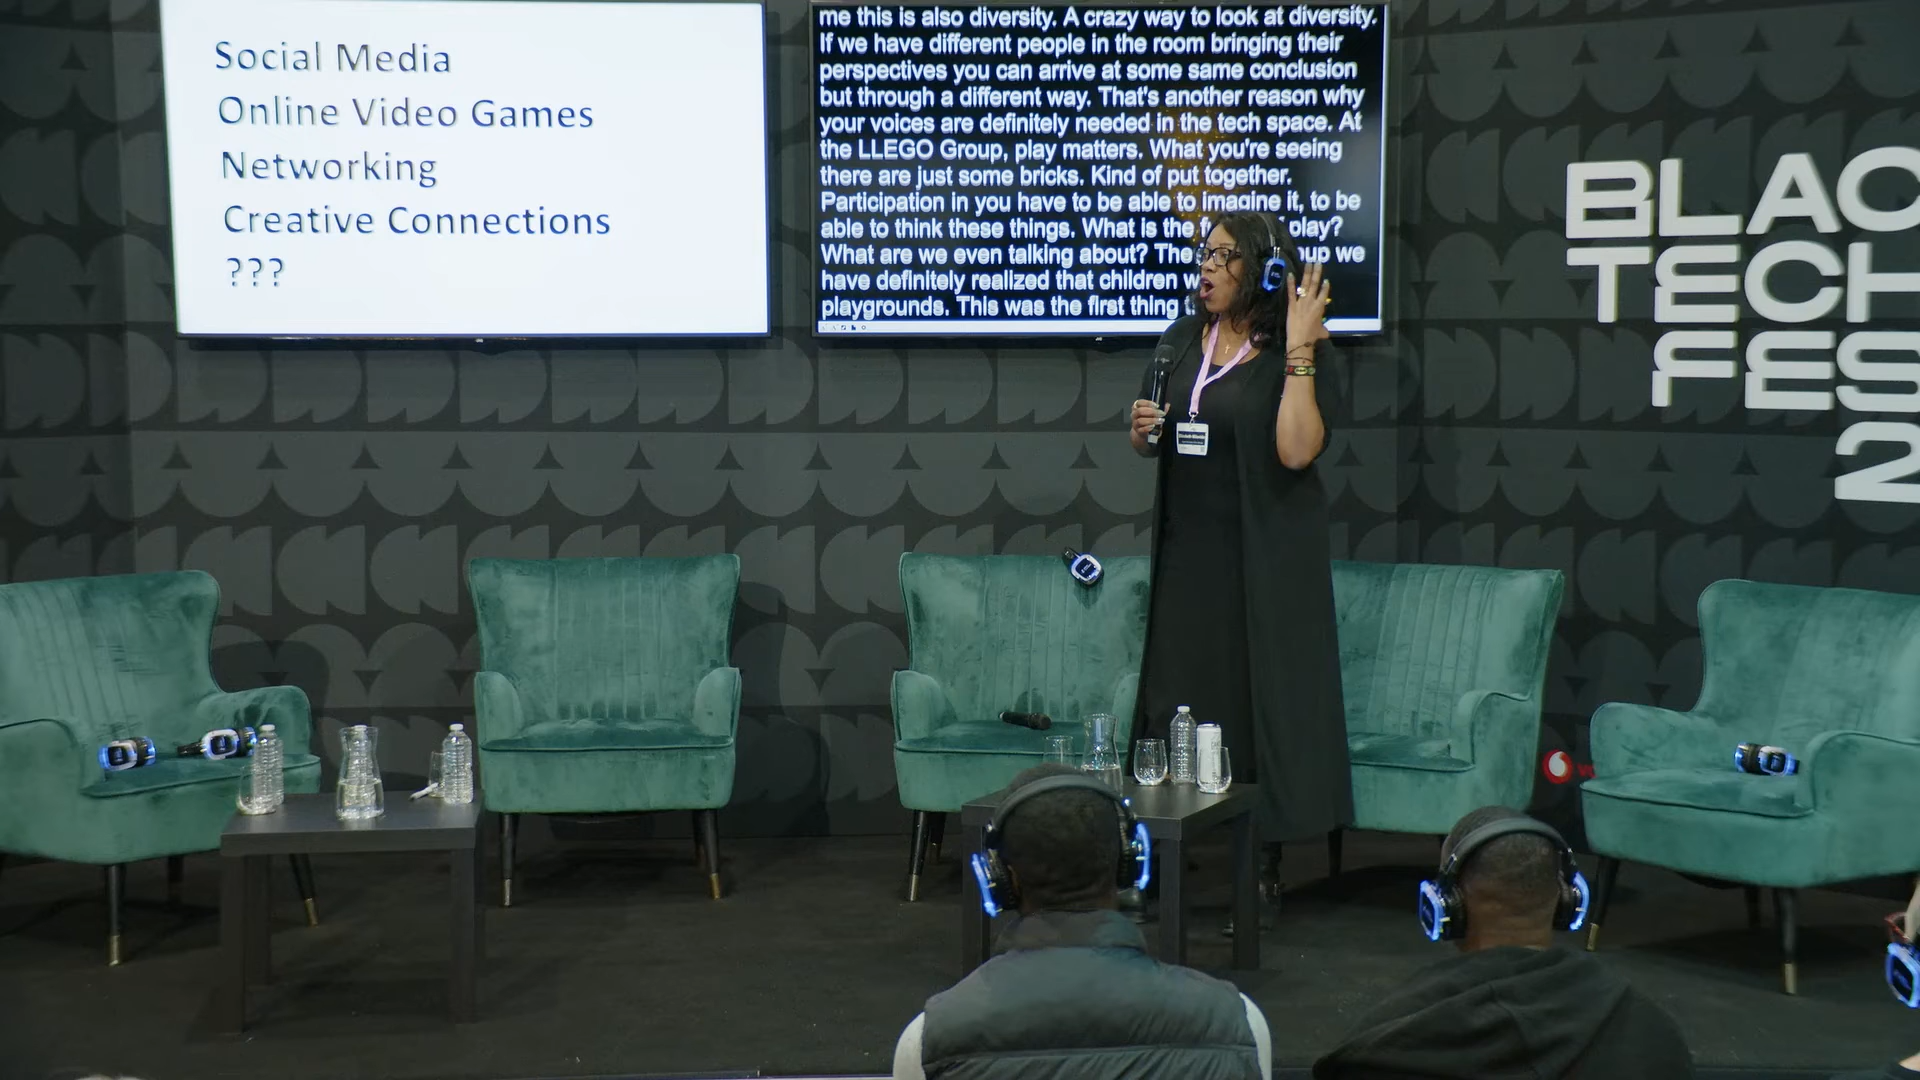 Social Media
Online Video Games
Networking
Creative Connections
???
me this is also diversity. A crazy way to look at diversity.
If we have different people in the room bringing their
perspectives you can arrive at some same conclusion
but through a different way. That's another reason why
your voices are definitely needed in the tech space. At
the LLEGO Group, play matters. What you're seeing
there are just some bricks. Kind of put together.
Participation in you have to be able to imagine it, to be
able to think these things. What is the play?
What are we even talking about? The we
have definitely realized that children
playgrounds. This was the first thing
BLAC
TECH
FES
2